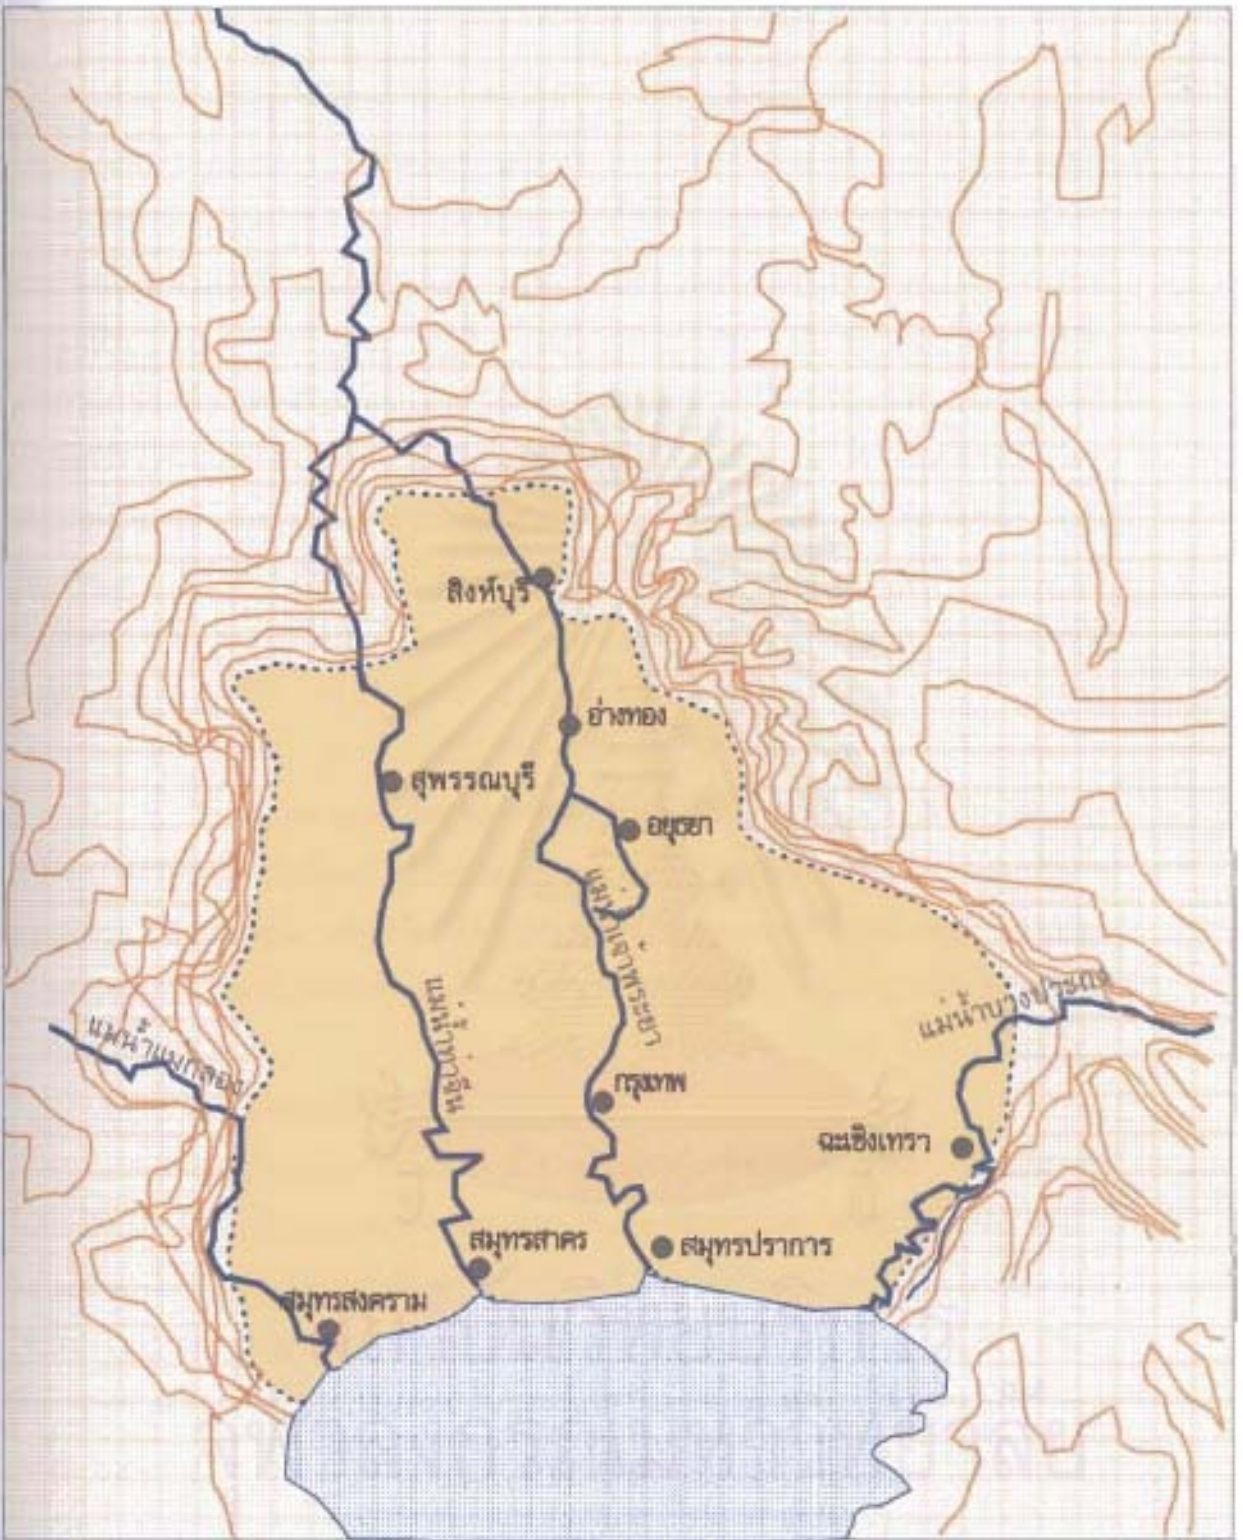 สิงห์บุรี
อ่างทอง
สุพรรณบุรี
อยุธยา
แม่น้ำเจ้าพระยา
แม่น้ำท่าจีน
แม่น้ำบางปะกง
แม่น้ำแม่กลอง
กรุงเทพ
ฉะเชิงเทรา
สมุทรสาคร
สมุทรปราการ
สมุทรสงคราม